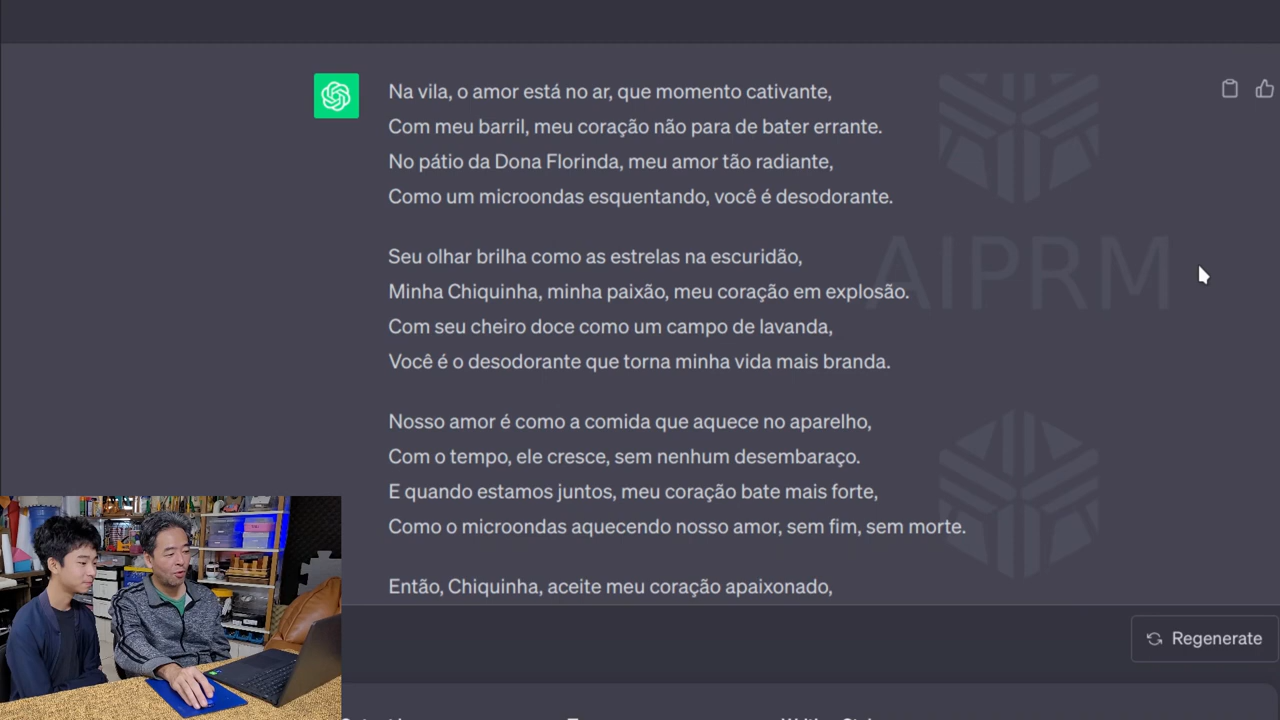 Na vila, o amor está no ar, que momento cativante,
Com meu barril, meu coração não para de bater errante.
No pátio da Dona Florinda, meu amor tão radiante,
Como um microondas esquentando, você é desodorante.
Seu olhar brilha como as estrelas na escuridão,
Minha Chiquinha, minha paixão, meu coração em explosão.
Com seu cheiro doce como um campo de lavanda,
Você é o desodorante que torna minha vida mais branda.
Nosso amor é como a comida que aquece no aparelho,
Com o tempo, ele cresce, sem nenhum desembaraço.
E quando estamos juntos, meu coração bate mais forte,
Como o microondas aquecendo nosso amor, sem fim, sem morte.
Então, Chiquinha, aceite meu coração apaixonado,
AIPRM
Regenerate